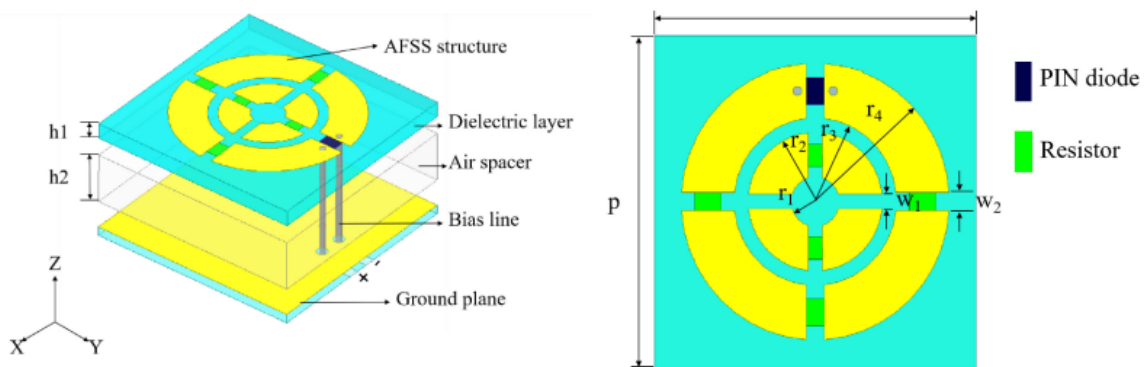 AFSS structure
h1
Dielectric layer
Air spacer
h2
Bias line
Z
Ground plane
X
Y
p
r1
r2
r3
r4
w1
w2
PIN diode
Resistor